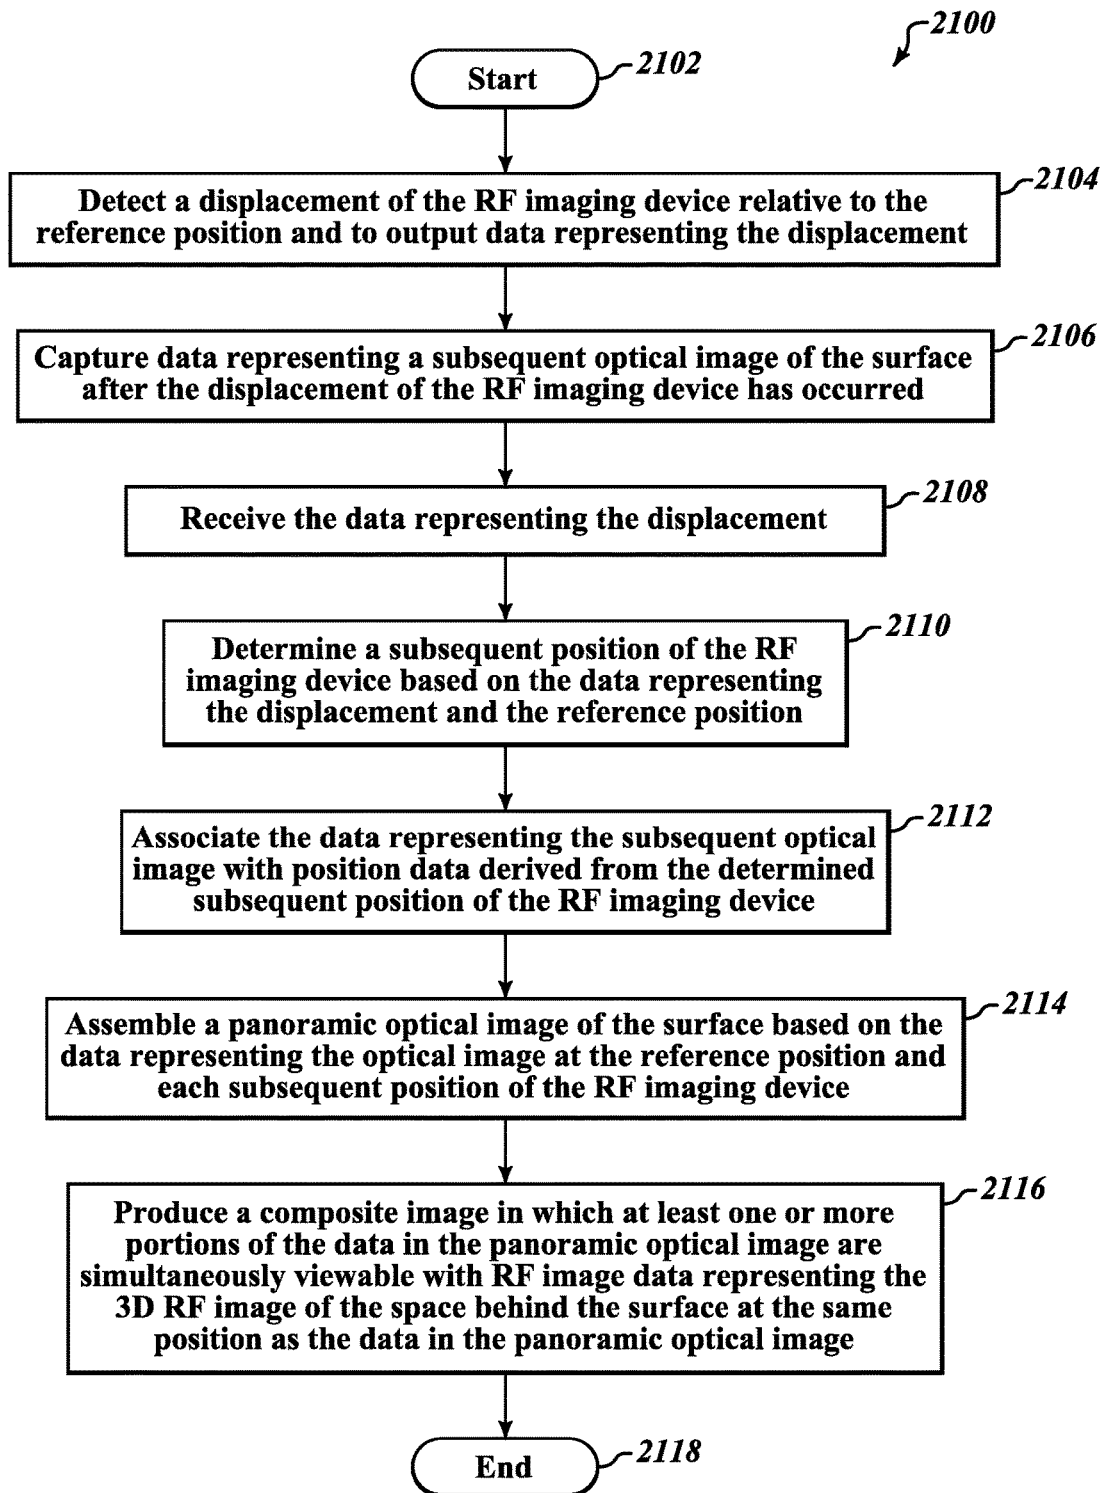 2100
Start
2102
Detect a displacement of the RF imaging device relative to the
reference position and to output data representing the displacement
2104
Capture data representing a subsequent optical image of the surface
after the displacement of the RF imaging device has occurred
2106
Receive the data representing the displacement
2108
Determine a subsequent position of the RF
imaging device based on the data representing
the displacement and the reference position
2110
Associate the data representing the subsequent optical
image with position data derived from the determined
subsequent position of the RF imaging device
2112
Assemble a panoramic optical image of the surface based on the
data representing the optical image at the reference position and
each subsequent position of the RF imaging device
2114
Produce a composite image in which at least one or more
portions of the data in the panoramic optical image are
simultaneously viewable with RF image data representing the
3D RF image of the space behind the surface at the same
position as the data in the panoramic optical image
2116
End
2118